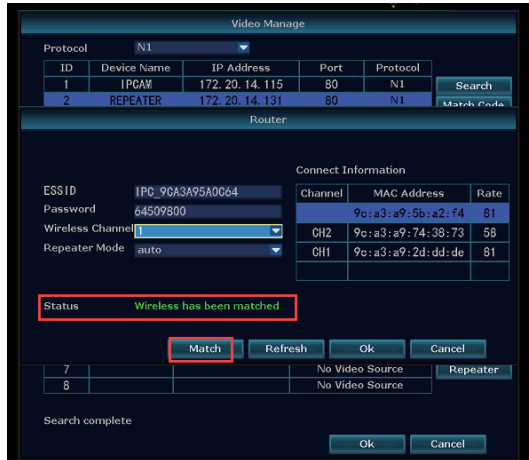 Video Manage
Protocol N1
ID Device Name IP Address Port Protocol
1 IPCAM 172. 20. 14. 115 80 N1 Search
2 REPEATER 172. 20. 14. 131 80 N1 Match Code
Router
Connect Information
ESSID IPC_9CA3A95A0C64 Channel MAC Address Rate
Password 64509800 9c:a3:a9:5b:a2:f4 81
Wireless Channel 1 CH2 9c:a3:a9:74:38:73 58
Repeater Mode auto CH1 9c:a3:a9:2d:dd:de 81
Status Wireless has been matched
Match Refresh Ok Cancel
7 No Video Source Repeater
8 No Video Source
Search complete
Ok Cancel